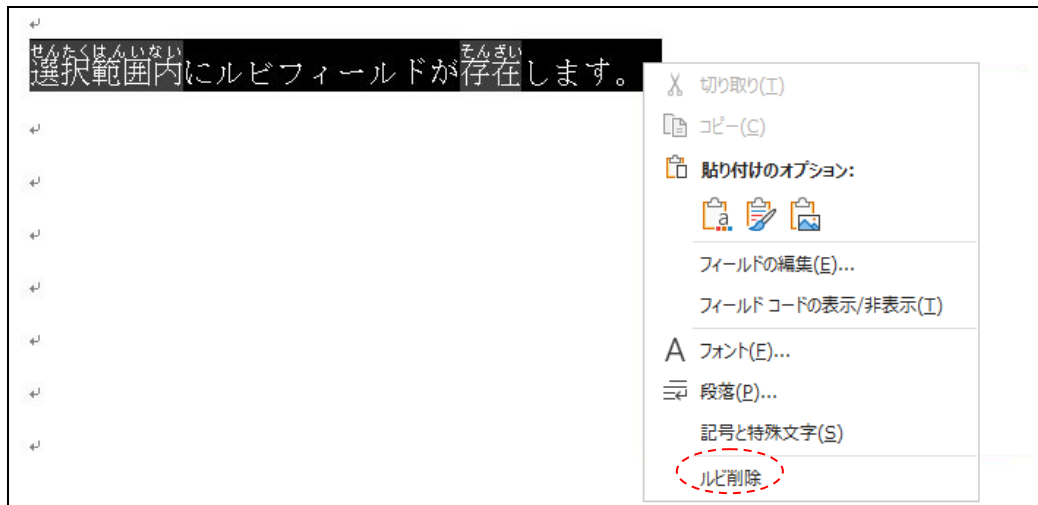 せんたくはんいない そんざい
選択範囲内にルビフィールドが存在します。
切り取り(T)
コピー(C)
貼り付けのオプション:
フィールドの編集(E)...
フィールド コードの表示/非表示(T)
フォント(F)...
段落(P)...
記号と特殊文字(S)
ルビ削除